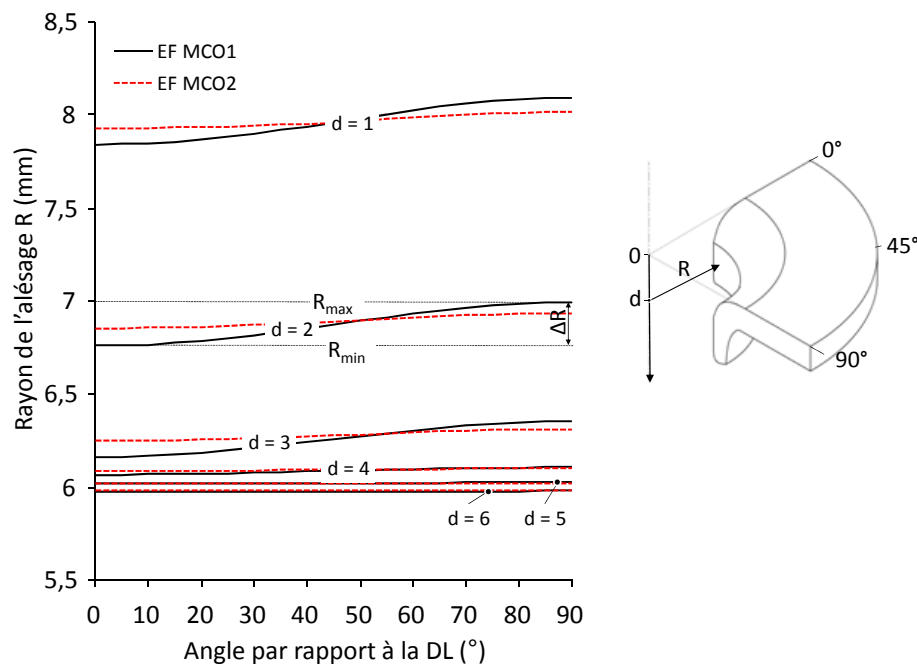 8,5
8
7,5
7
6,5
6
5,5
Rayon de l'alésage R (mm)
EF MCO1
EF MCO2
d = 1
R_max
d = 2
ΔR
R_min
d = 3
d = 4
d = 6
d = 5
0 10 20 30 40 50 60 70 80 90
Angle par rapport à la DL (°)
0°
45°
0
R
d
90°